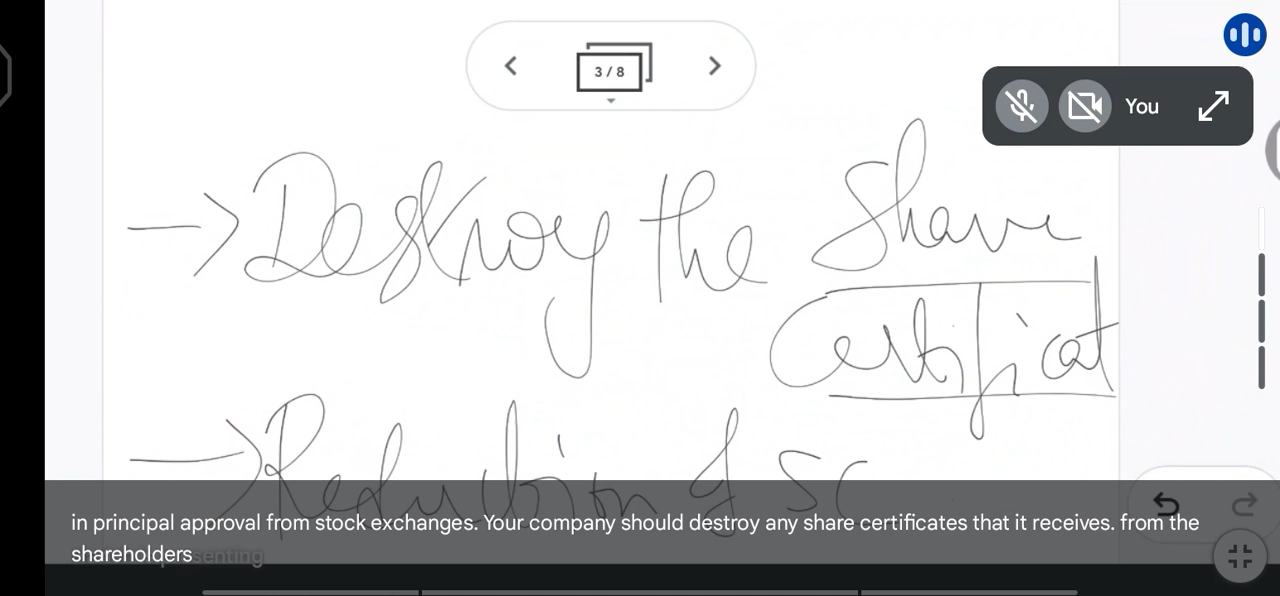 3 / 8
You
→ Destroy the Share
Certificat
→ Reduction of SC
in principal approval from stock exchanges. Your company should destroy any share certificates that it receives. from the
shareholders senting